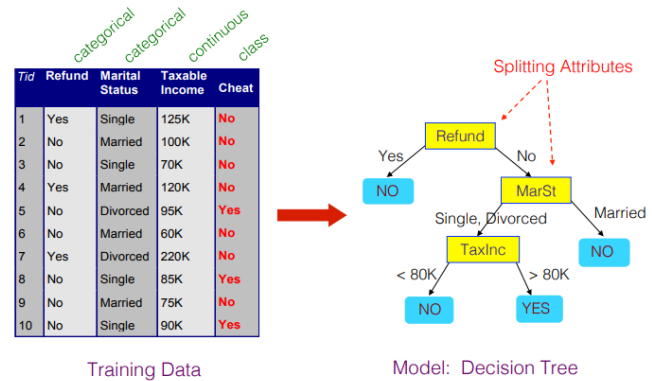 categorical
categorical
continuous
class
Tid Refund Marital Status Taxable Income Cheat
1 Yes Single 125K No
2 No Married 100K No
3 No Single 70K No
4 Yes Married 120K No
5 No Divorced 95K Yes
6 No Married 60K No
7 Yes Divorced 220K No
8 No Single 85K Yes
9 No Married 75K No
10 No Single 90K Yes
Training Data
Splitting Attributes
Refund
Yes No
NO MarSt
Single, Divorced Married
TaxInc NO
< 80K > 80K
NO YES
Model: Decision Tree